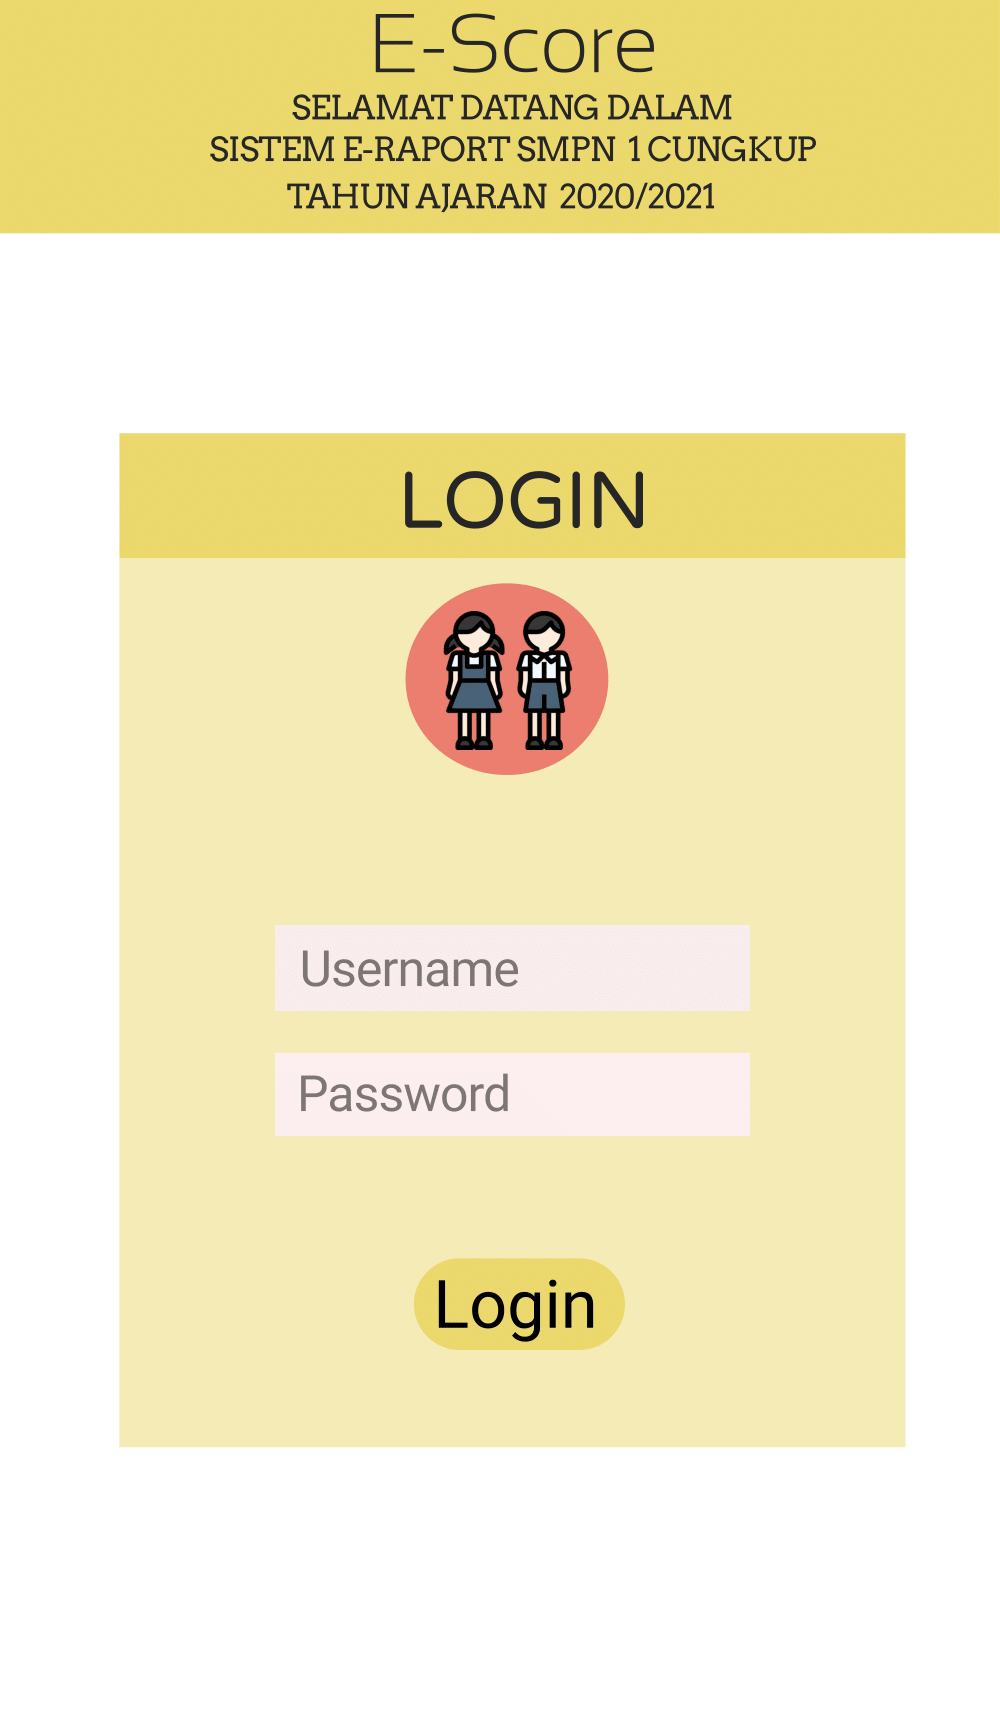 E-Score
SELAMAT DATANG DALAM
SISTEM E-RAPORT SMPN 1 CUNGKUP
TAHUN AJARAN 2020/2021
LOGIN
Username
Password
Login